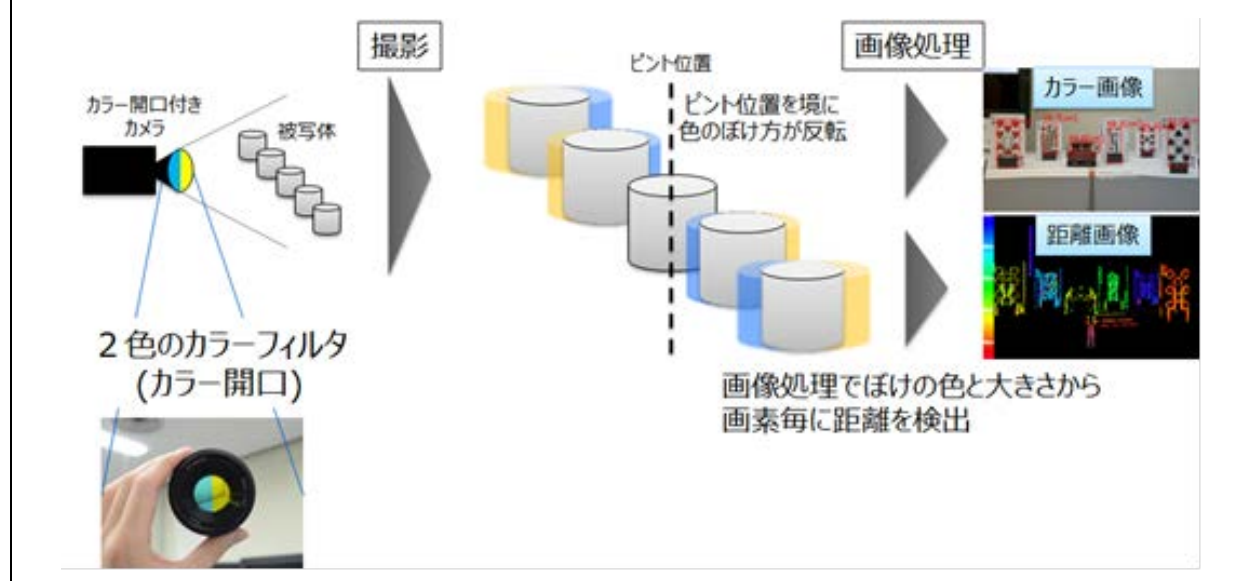 撮影
画像処理
カラー開口付き
カメラ
被写体
ピント位置
ピント位置を境に
色のぼけ方が反転
カラー画像
距離画像
2色のカラーフィルタ
(カラー開口)
画像処理でぼけの色と大きさから
画素毎に距離を検出